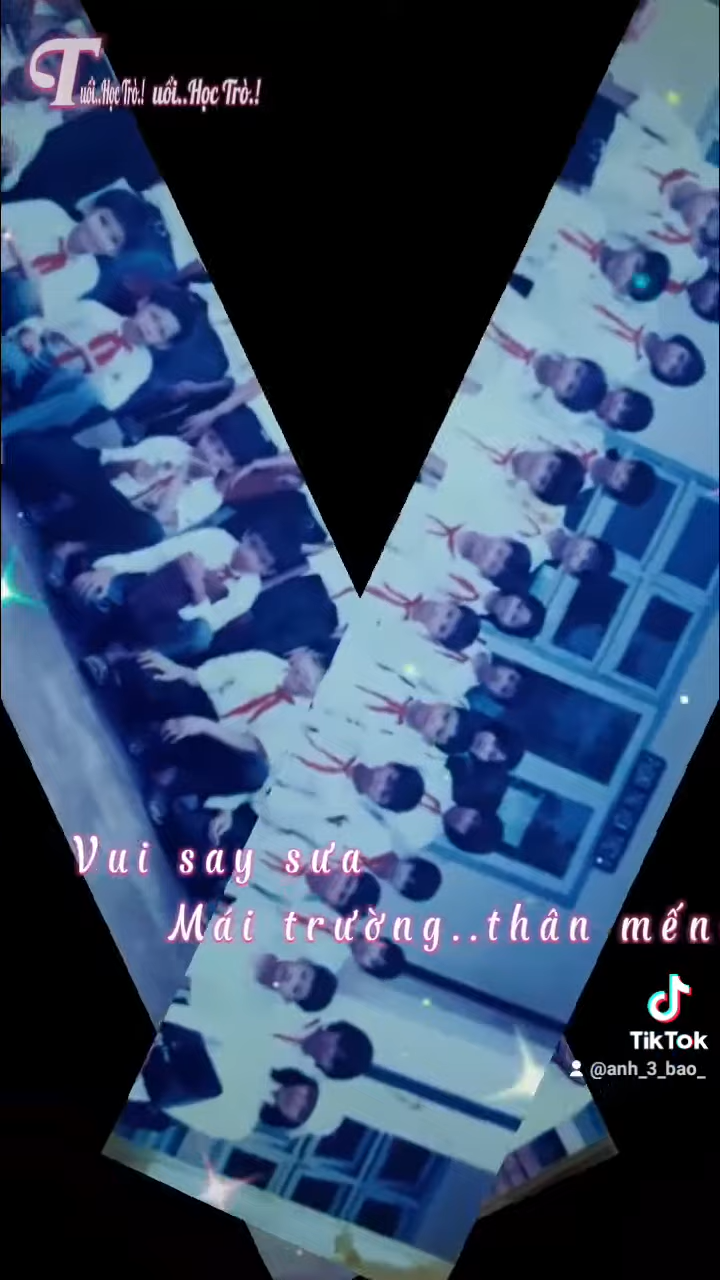 Tuổi..Học Trò.! uổi..Học Trò.!
Vui say sưa
Mái trường..thân mến
TikTok
@anh_3_bao_